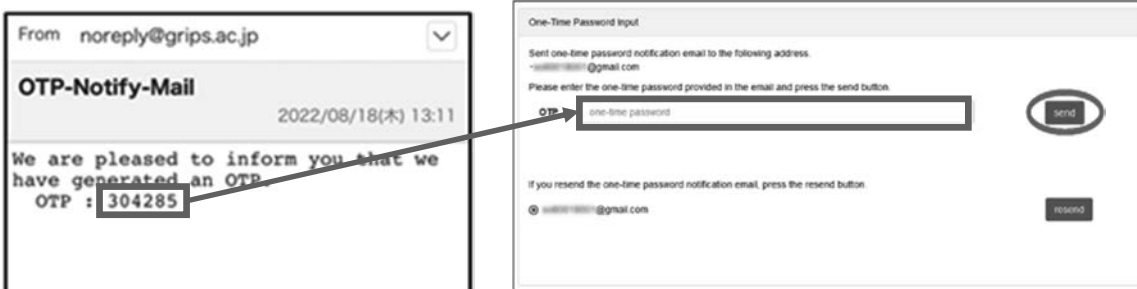 From noreply@grips.ac.jp
OTP-Notify-Mail
2022/08/18(木) 13:11
We are pleased to inform you that we
have generated an OTP.
OTP : 304285
One-Time Password Input
Sent one-time password notification email to the following address.
@gmail.com
Please enter the one-time password provided in the email and press the send button.
OTP one-time password
send
If you resend the one-time password notification email, press the resend button.
@gmail.com
resend